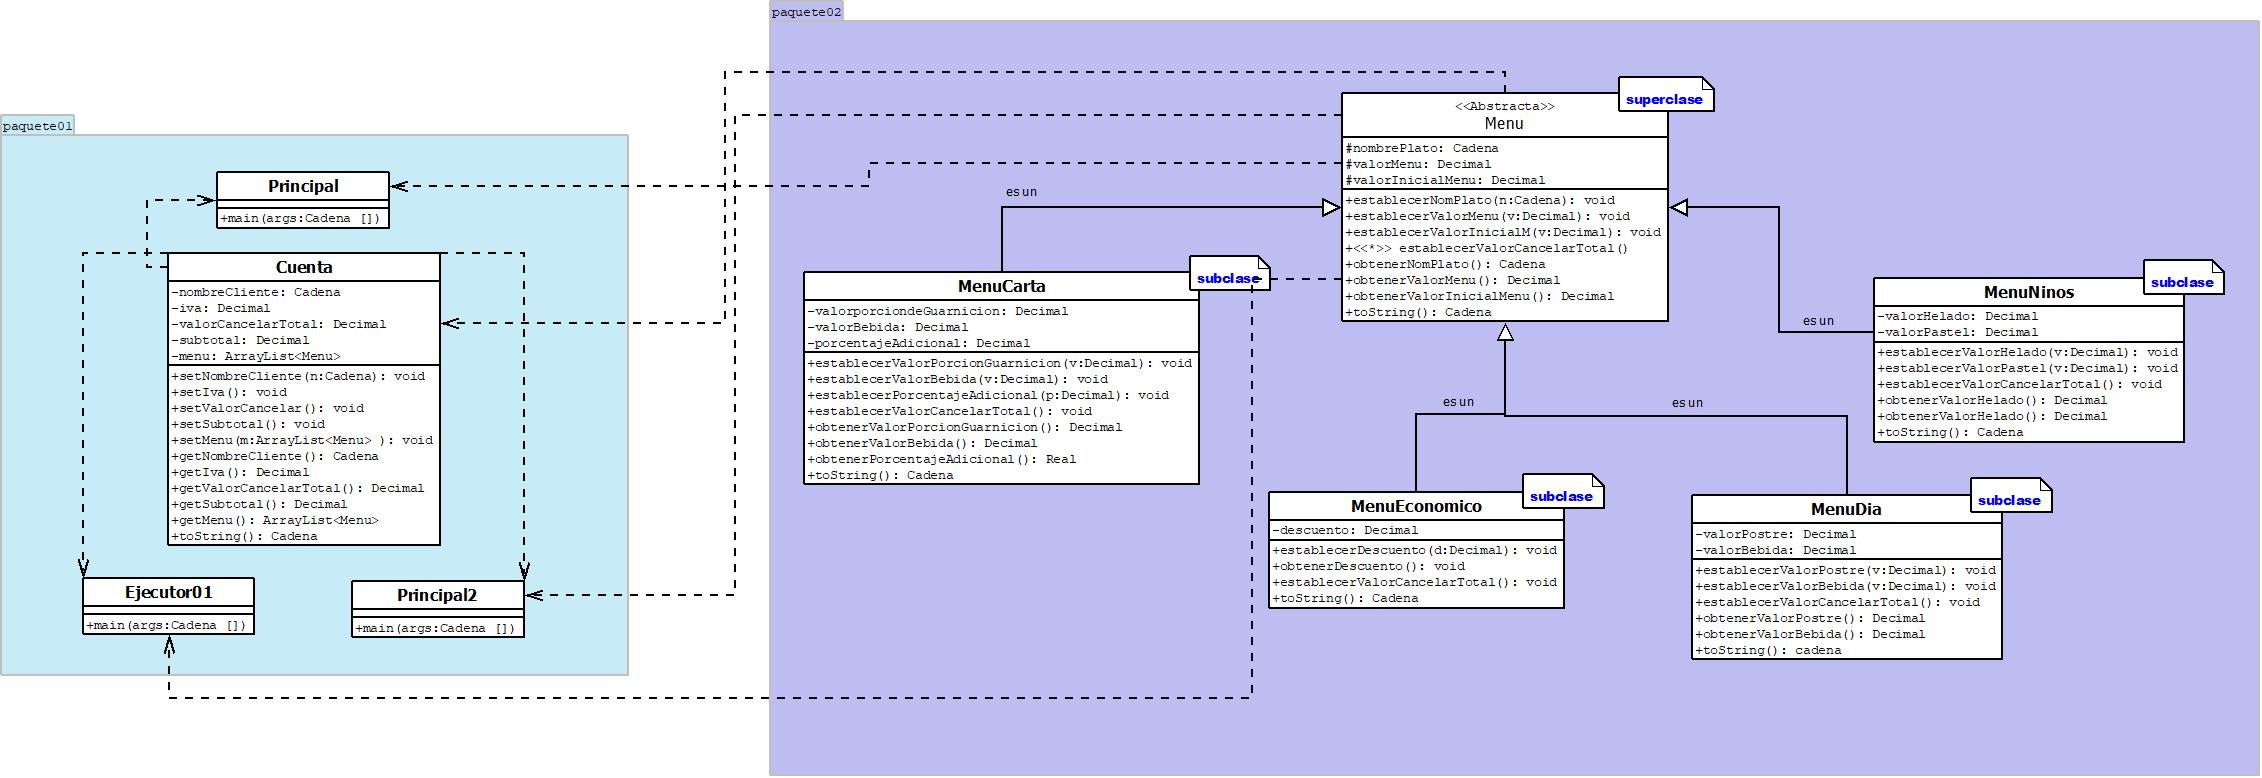 paquete01
Principal
+main(args:Cadena [])
Cuenta
-nombreCliente: Cadena
-iva: Decimal
-valorCancelarTotal: Decimal
-subtotal: Decimal
-menu: ArrayList<Menu>
+setNombreCliente(n:Cadena): void
+setIva(): void
+setValorCancelar(): void
+setSubtotal(): void
+setMenu(m:ArrayList<Menu> ): void
+getNombreCliente(): Cadena
+getIva(): Decimal
+getValorCancelarTotal(): Decimal
+getSubtotal(): Decimal
+getMenu(): ArrayList<Menu>
+toString(): Cadena
Ejecutor01
+main(args:Cadena [])
Principal2
+main(args:Cadena [])
paquete02
superclase
<<Abstracta>>
Menu
#nombrePlato: Cadena
#valorMenu: Decimal
#valorInicialMenu: Decimal
+establecerNomPlato(n:Cadena): void
+establecerValorMenu(v:Decimal): void
+establecerValorInicialM(v:Decimal): void
+<<*>> establecerValorCancelarTotal()
+obtenerNomPlato(): Cadena
+obtenerValorMenu(): Decimal
+obtenerValorInicialMenu(): Decimal
+toString(): Cadena
es un
subclase
MenuCarta
-valorporciondeGuarnicion: Decimal
-valorBebida: Decimal
-porcentajeAdicional: Decimal
+establecerValorPorcionGuarnicion(v:Decimal): void
+establecerValorBebida(v:Decimal): void
+establecerPorcentajeAdicional(p:Decimal): void
+establecerValorCancelarTotal(): void
+obtenerValorPorcionGuarnicion(): Decimal
+obtenerValorBebida(): Decimal
+obtenerPorcentajeAdicional(): Real
+toString(): Cadena
es un
subclase
MenuNinos
-valorHelado: Decimal
-valorPastel: Decimal
+establecerValorHelado(v:Decimal): void
+establecerValorPastel(v:Decimal): void
+establecerValorCancelarTotal(): void
+obtenerValorHelado(): Decimal
+obtenerValorHelado(): Decimal
+toString(): Cadena
es un
subclase
MenuEconomico
-descuento: Decimal
+establecerDescuento(d:Decimal): void
+obtenerDescuento(): void
+establecerValorCancelarTotal(): void
+toString(): Cadena
es un
subclase
MenuDia
-valorPostre: Decimal
-valorBebida: Decimal
+establecerValorPostre(v:Decimal): void
+establecerValorBebida(v:Decimal): void
+establecerValorCancelarTotal(): void
+obtenerValorPostre(): Decimal
+obtenerValorBebida(): Decimal
+toString(): cadena